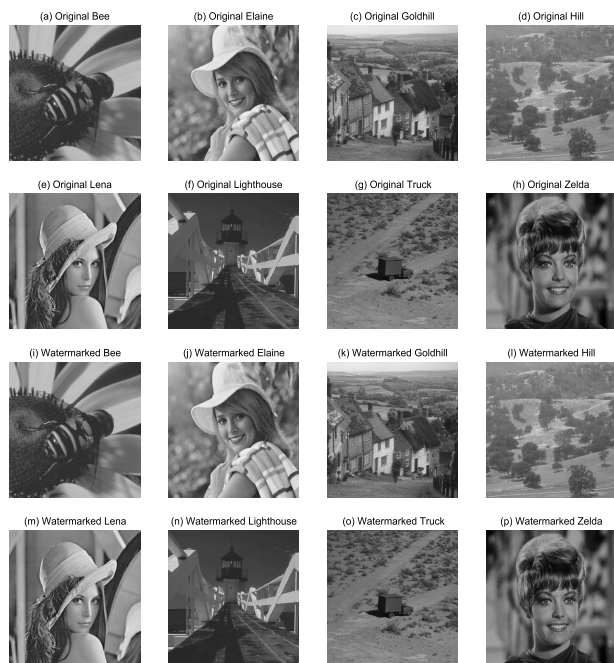 (a) Original Bee
(b) Original Elaine
(c) Original Goldhill
(d) Original Hill
(e) Original Lena
(f) Original Lighthouse
(g) Original Truck
(h) Original Zelda
(i) Watermarked Bee
(j) Watermarked Elaine
(k) Watermarked Goldhill
(l) Watermarked Hill
(m) Watermarked Lena
(n) Watermarked Lighthouse
(o) Watermarked Truck
(p) Watermarked Zelda